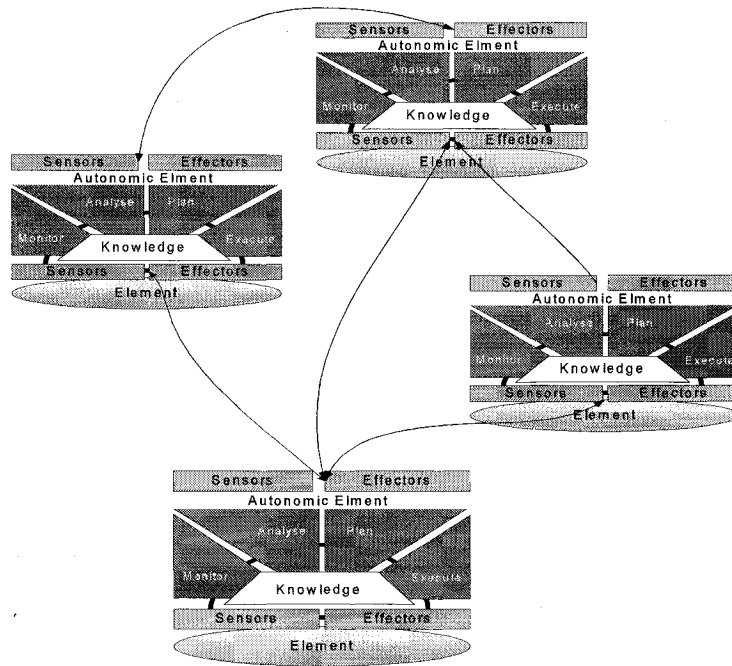 Sensors Effectors
Autonomic Elment
Analyse Plan
Monitor Execute
Knowledge
Sensors Effectors
Element
Sensors Effectors
Autonomic Elment
Analyse Plan
Monitor Execute
Knowledge
Sensors Effectors
Element
Sensors Effectors
Autonomic Elment
Analyse Plan
Monitor Execute
Knowledge
Sensors Effectors
Element
Sensors Effectors
Autonomic Elment
Analyse Plan
Monitor Execute
Knowledge
Sensors Effectors
Element